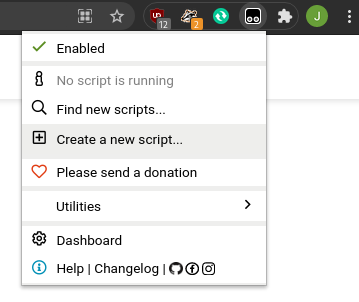 12
2
J
Enabled
No script is running
Find new scripts...
Create a new script...
Please send a donation
Utilities
Dashboard
Help | Changelog |